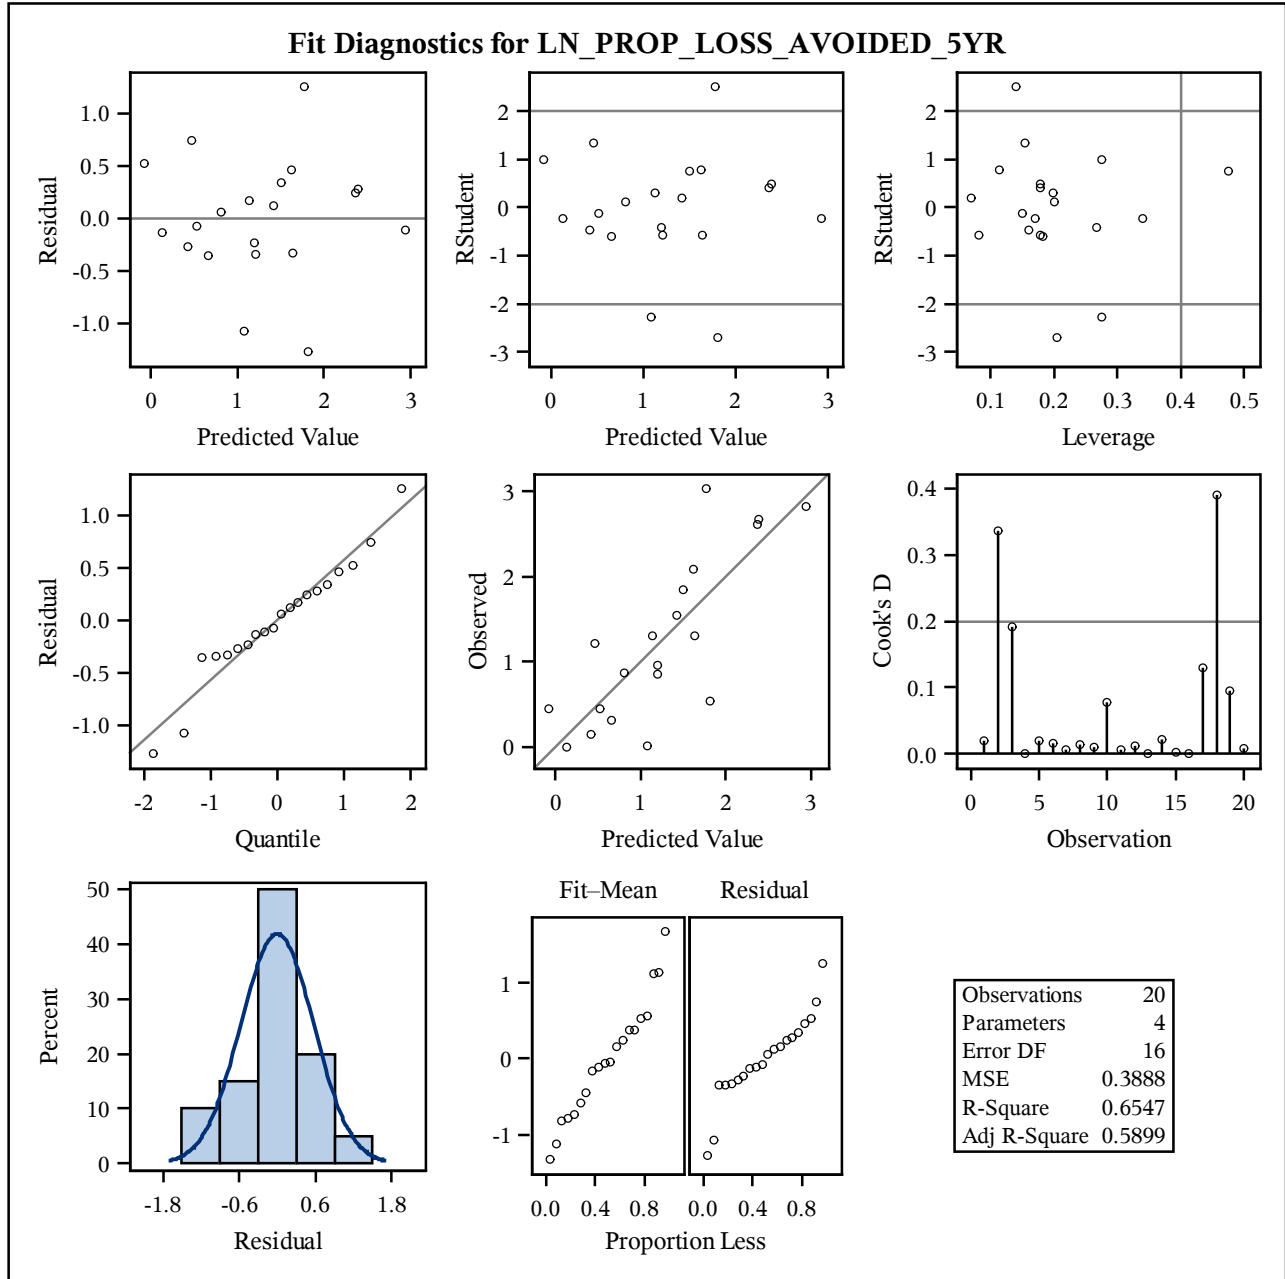 Fit Diagnostics for LN_PROP_LOSS_AVOIDED_5YR
Residual
1.0
0.5
0.0
-0.5
-1.0
0 1 2 3
Predicted Value
RStudent
2
1
0
-1
-2
-3
0 1 2 3
Predicted Value
RStudent
2
1
0
-1
-2
-3
0.1 0.2 0.3 0.4 0.5
Leverage
Residual
1.0
0.5
0.0
-0.5
-1.0
-2 -1 0 1 2
Quantile
Observed
3
2
1
0
0 1 2 3
Predicted Value
Cook's D
0.4
0.3
0.2
0.1
0.0
0 5 10 15 20
Observation
Percent
50
40
30
20
10
0
-1.8 -0.6 0.6 1.8
Residual
Fit–Mean Residual
1
0
-1
0.0 0.4 0.8 0.0 0.4 0.8
Proportion Less
Observations 20
Parameters 4
Error DF 16
MSE 0.3888
R-Square 0.6547
Adj R-Square 0.5899